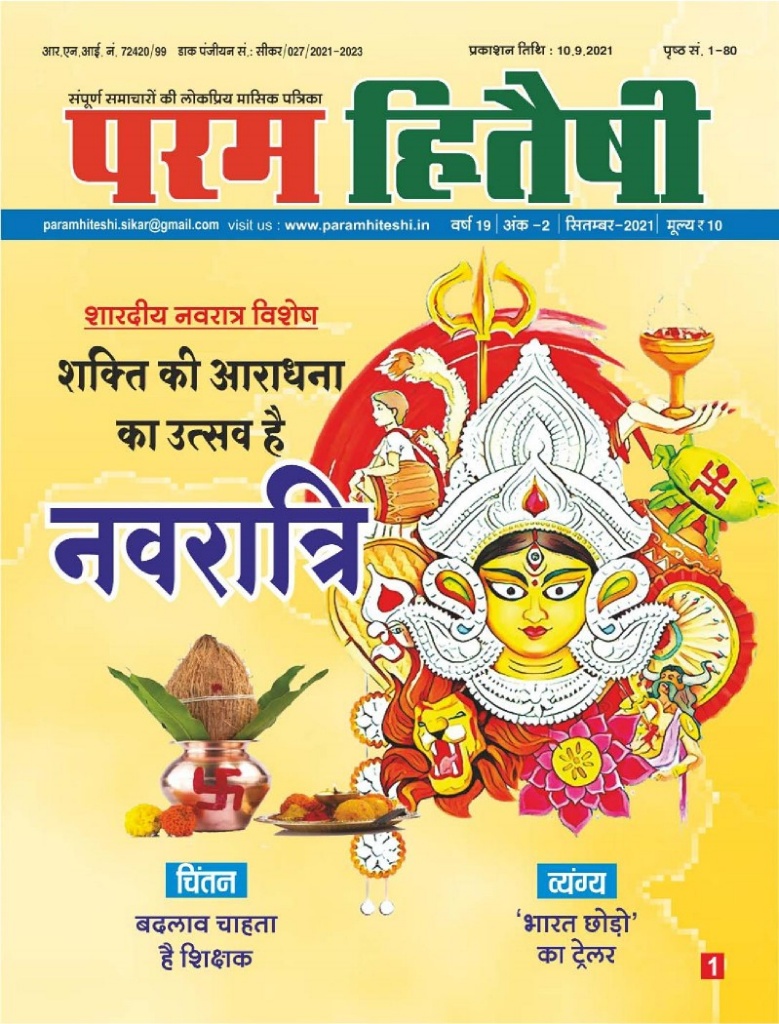 आर.एन.आई. नं. 72420/99 डाक पंजीयन सं.: सीकर/027/2021-2023 प्रकाशन तिथि : 10.9.2021 पृष्ठ सं. 1-80
संपूर्ण समाचारों की लोकप्रिय मासिक पत्रिका
परम हितैषी
paramhiteshi.sikar@gmail.com visit us : www.paramhiteshi.in वर्ष 19 | अंक -2 | सितम्बर-2021 | मूल्य ₹ 10
शारदीय नवरात्र विशेष
शक्ति की आराधना
का उत्सव है
नवरात्रि
चिंतन
बदलाव चाहता
है शिक्षक
व्यंग्य
'भारत छोड़ो'
का ट्रेलर
1